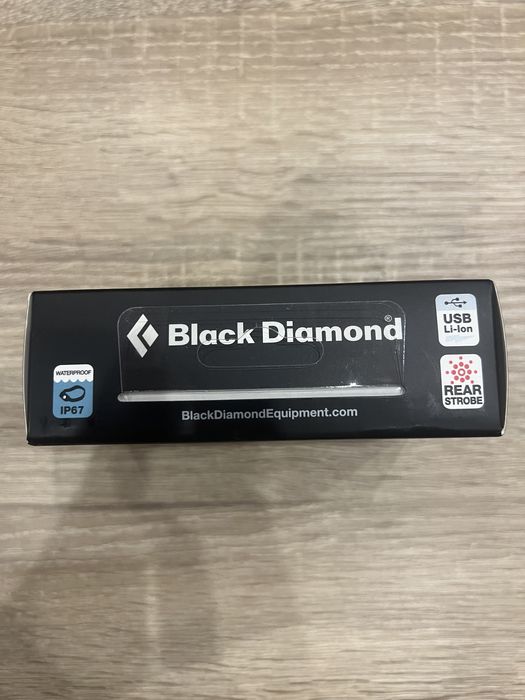 Black Diamond®
BlackDiamondEquipment.com
WATERPROOF
IP67
USB
Li-Ion
REAR
STROBE